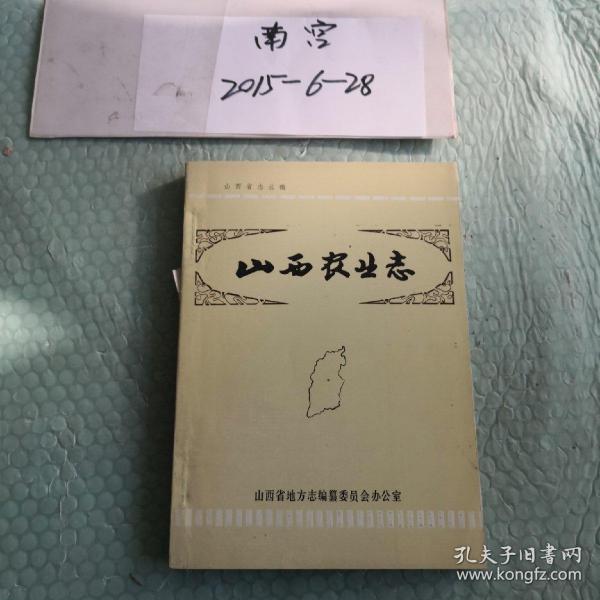 南宫
2015-6-28
山西省志丛编
山西农业志
山西省地方志编纂委员会办公室
孔夫子旧书网
www.kongfz.com